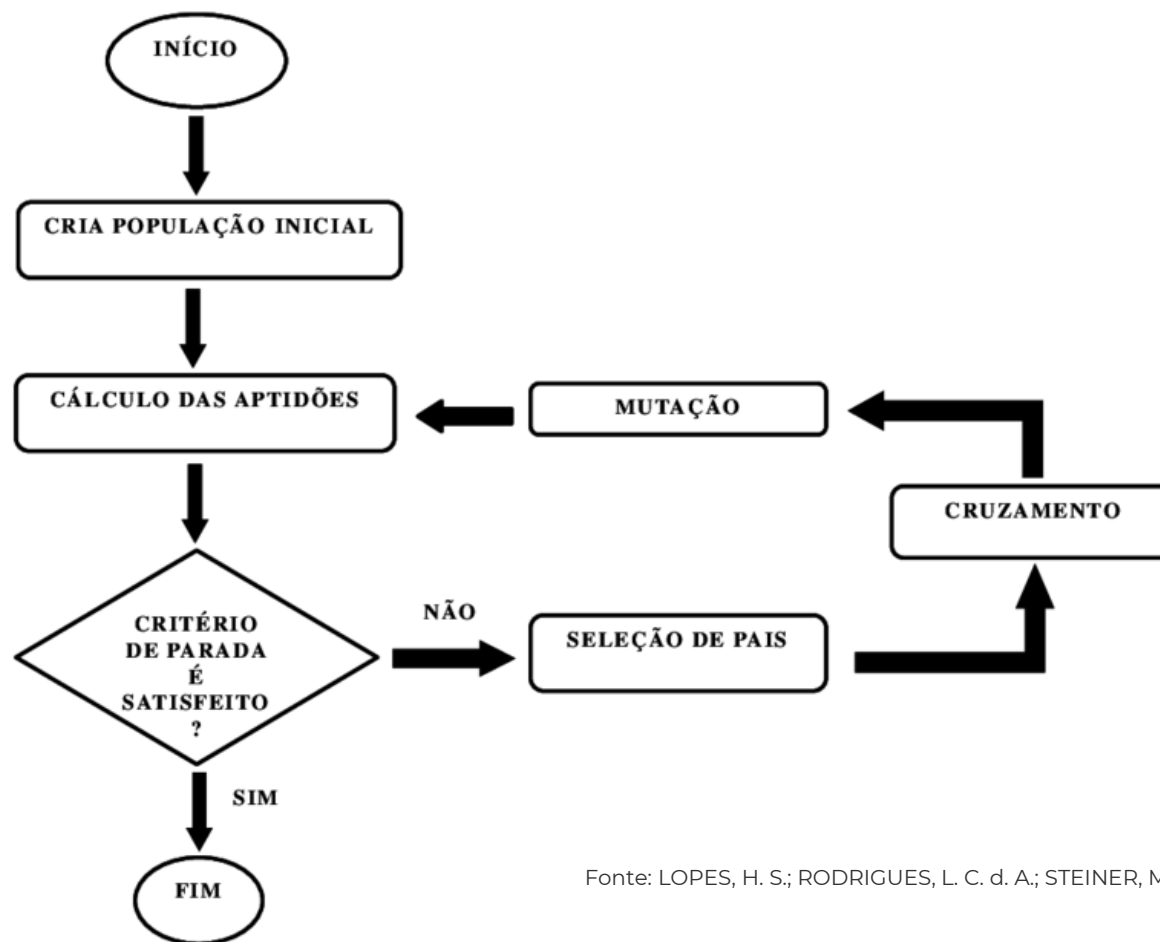 INÍCIO
CRIA POPULAÇÃO INICIAL
CÁLCULO DAS APTIDÕES
MUTAÇÃO
CRUZAMENTO
CRITÉRIO
DE PARADA
É
SATISFEITO
?
NÃO
SELEÇÃO DE PAIS
SIM
FIM
Fonte: LOPES, H. S.; RODRIGUES, L. C. d. A.; STEINER, M